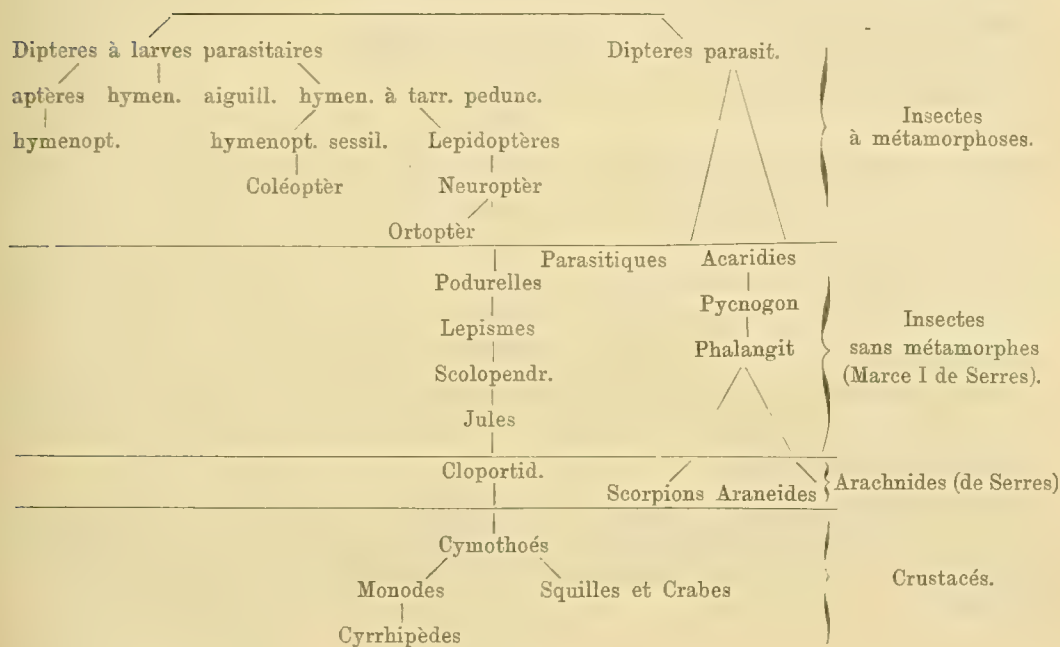 Dipteres à larves parasitaires Dipteres parasit.
aptères hymen. aiguill. hymen. à tarr. pedunc.
hymenopt. hymenopt. sessil. Lepidoptères
Insectes
à métamorphoses.
Coléoptèr Neuroptèr
Ortoptèr
Parasitiques Acaridies
Podurelles
Pycnogon
Lepismes
Phalangit
Insectes
sans métamorphes
(Marce I de Serres).
Scolopendr.
Jules
Cloportid.
Scorpions Araneides Arachnides (de Serres)
Cymothoés
Monodes Squilles et Crabes
Crustacés.
Cyrrhipèdes